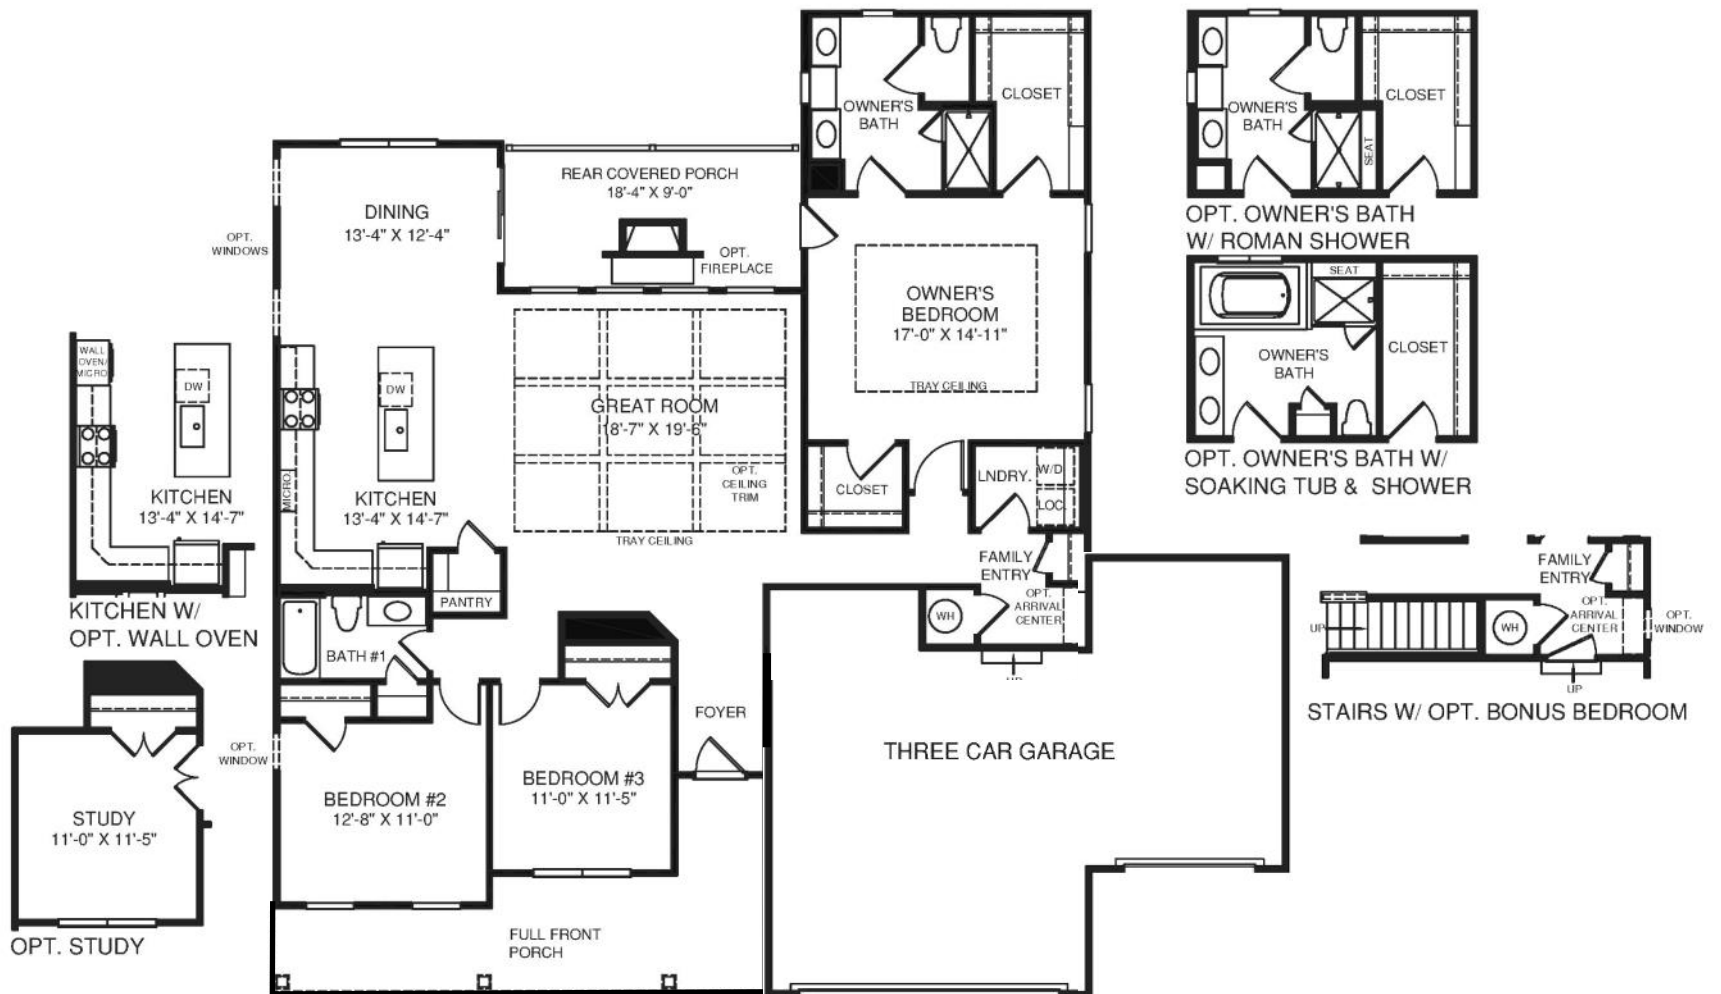 OWNER'S
BATH
CLOSET
REAR COVERED PORCH
18'-4" X 9'-0"
DINING
13'-4" X 12'-4"
OPT.
WINDOWS
OPT.
FIREPLACE
OWNER'S
BEDROOM
17'-0" X 14'-11"
TRAY CEILING
GREAT ROOM
18'-7" X 19'-6"
OPT.
CEILING
TRIM
TRAY CEILING
DW
MICRO.
KITCHEN
13'-4" X 14'-7"
PANTRY
CLOSET
LNDRY.
W/D
LOC.
FAMILY
ENTRY
OPT.
ARRIVAL
CENTER
WH
BATH #1
FOYER
OPT.
WINDOW
BEDROOM #2
12'-8" X 11'-0"
BEDROOM #3
11'-0" X 11'-5"
THREE CAR GARAGE
FULL FRONT
PORCH
WALL
OVEN/
MICRO
DW
KITCHEN
13'-4" X 14'-7"
KITCHEN W/
OPT. WALL OVEN
STUDY
11'-0" X 11'-5"
OPT. STUDY
OWNER'S
BATH
SEAT
CLOSET
OPT. OWNER'S BATH
W/ ROMAN SHOWER
SEAT
OWNER'S
BATH
CLOSET
OPT. OWNER'S BATH W/
SOAKING TUB & SHOWER
FAMILY
ENTRY
OPT.
ARRIVAL
CENTER
OPT.
WINDOW
UP
WH
UP
STAIRS W/ OPT. BONUS BEDROOM